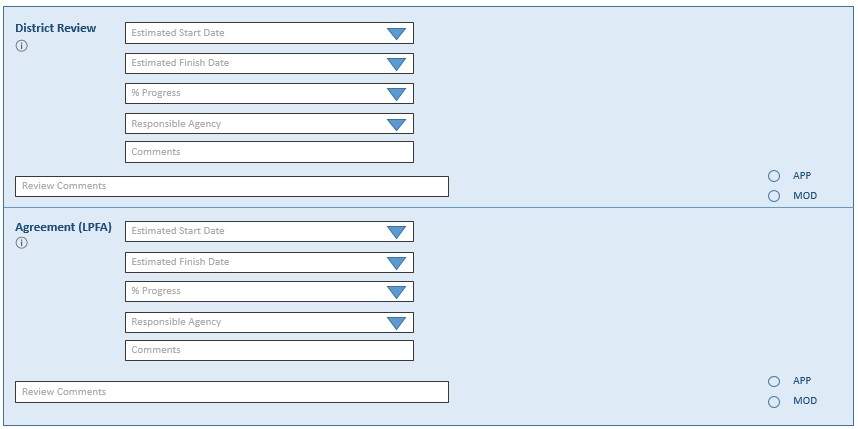 District Review
Estimated Start Date
Estimated Finish Date
% Progress
Responsible Agency
Comments
Review Comments
APP
MOD
Agreement (LPFA)
Estimated Start Date
Estimated Finish Date
% Progress
Responsible Agency
Comments
Review Comments
APP
MOD